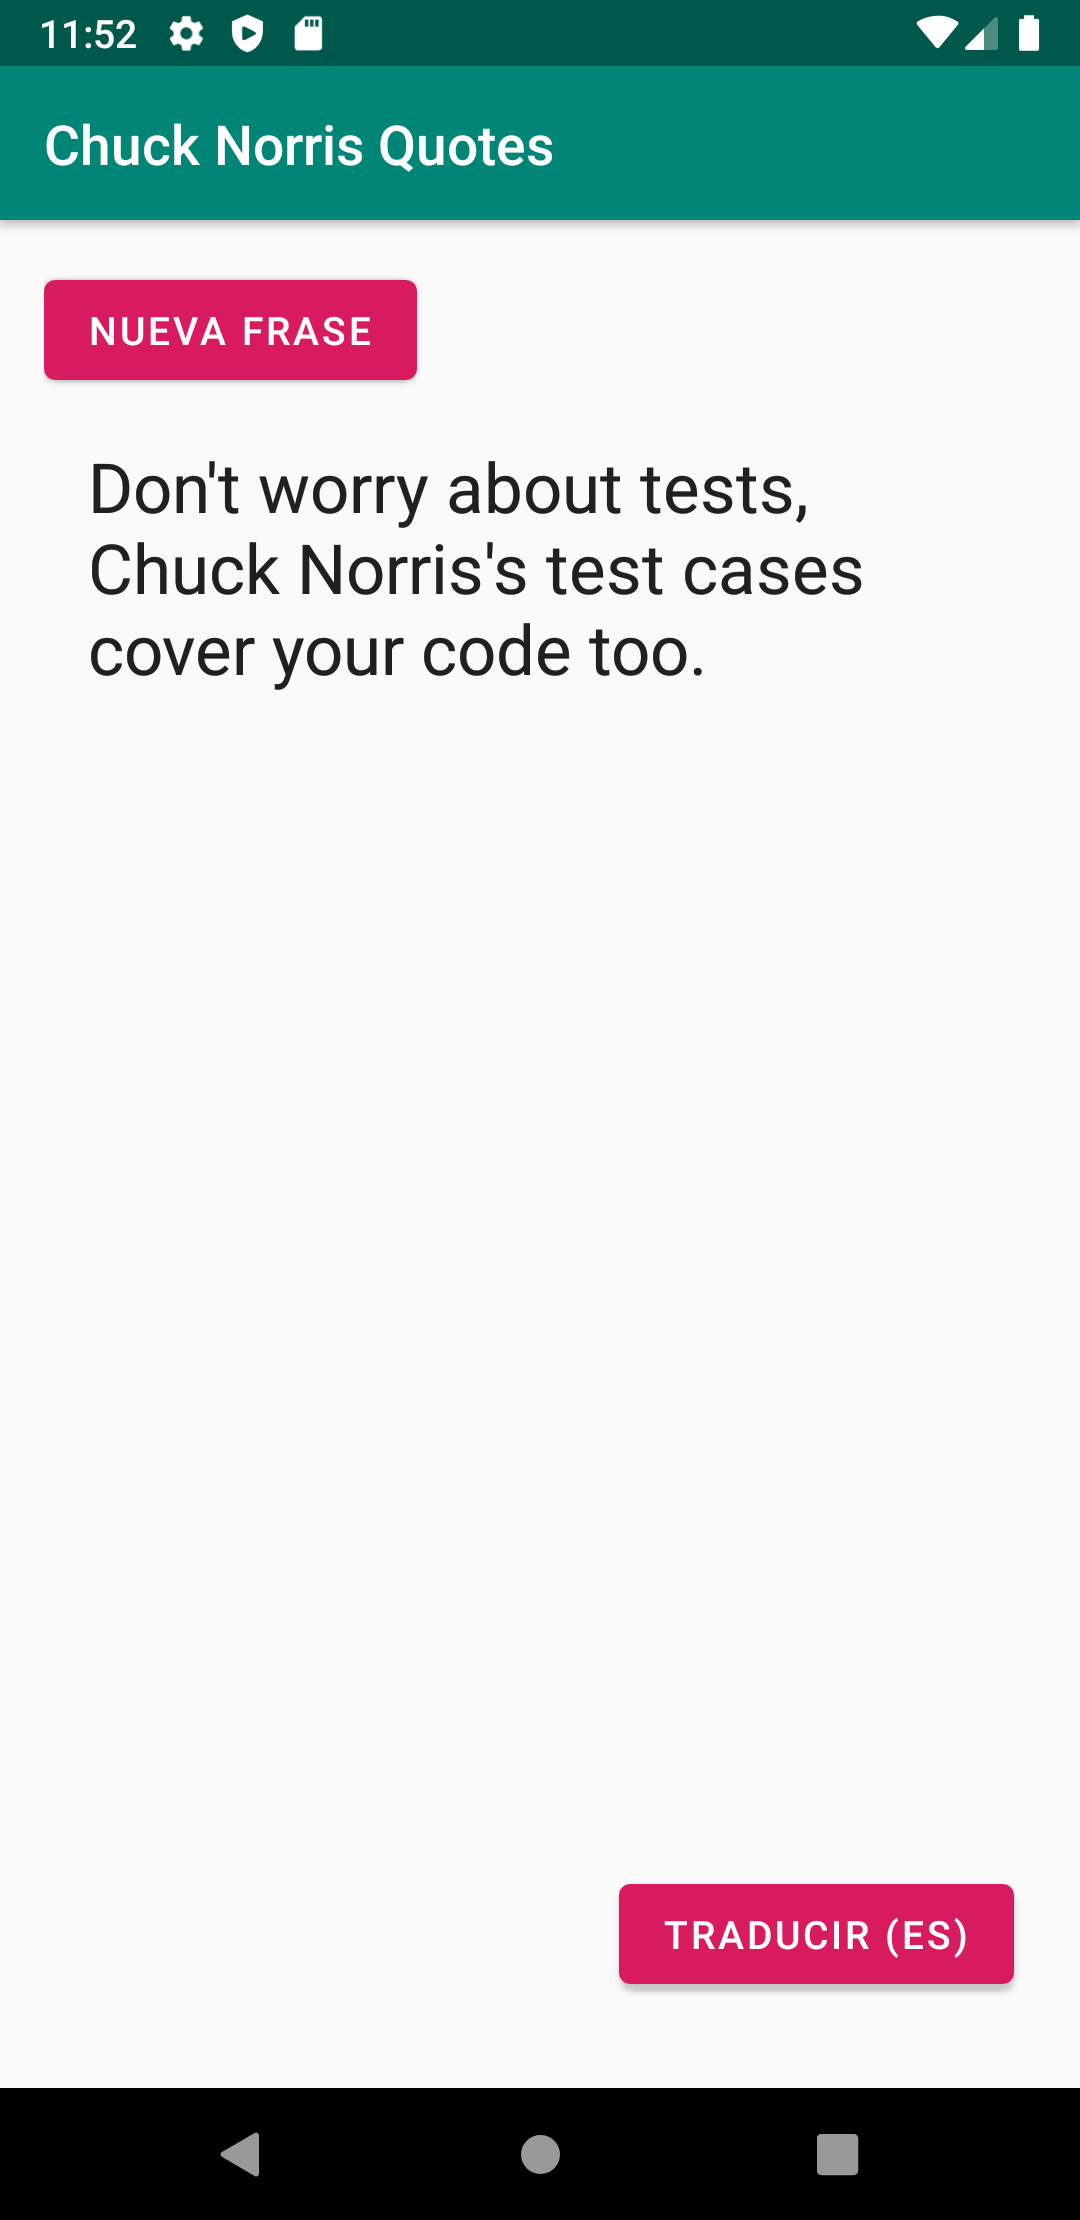 11:52
Chuck Norris Quotes
NUEVA FRASE
Don't worry about tests,
Chuck Norris's test cases
cover your code too.
TRADUCIR (ES)